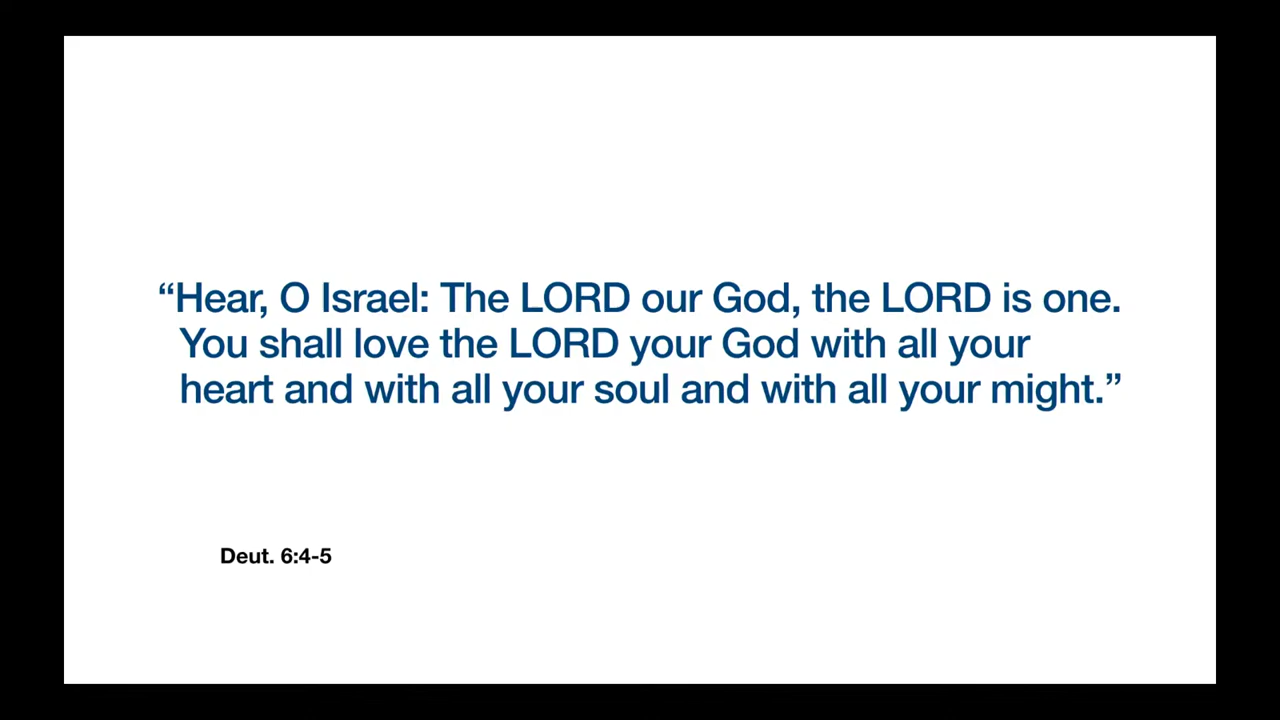 “Hear, O Israel: The LORD our God, the LORD is one.
You shall love the LORD your God with all your
heart and with all your soul and with all your might.”
Deut. 6:4-5